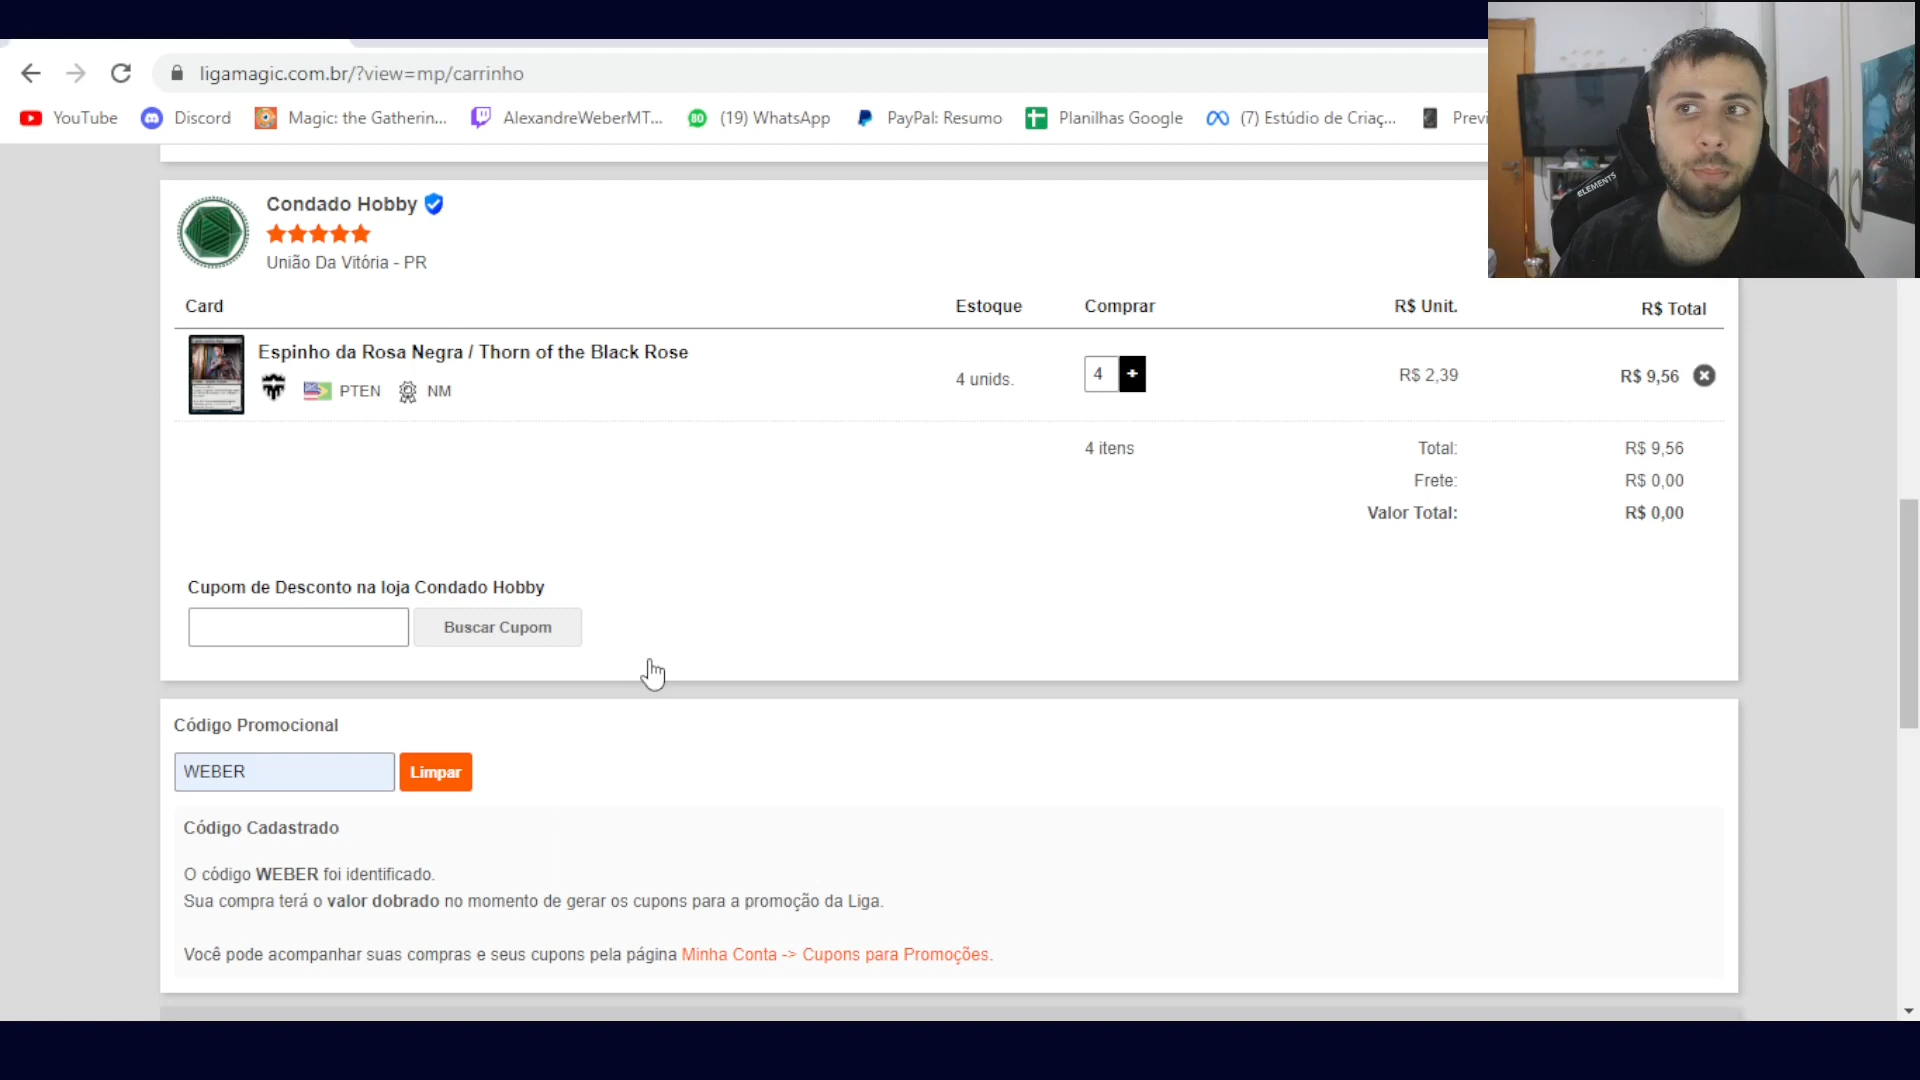 ligamagic.com.br/?view=mp/carrinho
YouTube Discord Magic: the Gatherin... AlexandreWeberMT... (19) WhatsApp PayPal: Resumo Planilhas Google (7) Estúdio de Criaç... Previ
ELEMENTS
Condado Hobby
União Da Vitória - PR
Card Estoque Comprar R$ Unit. R$ Total
Espinho da Rosa Negra / Thorn of the Black Rose
PTEN NM
4 unids. 4 + R$ 2,39 R$ 9,56
4 itens Total: R$ 9,56
Frete: R$ 0,00
Valor Total: R$ 0,00
Cupom de Desconto na loja Condado Hobby
Buscar Cupom
Código Promocional
WEBER Limpar
Código Cadastrado
O código WEBER foi identificado.
Sua compra terá o valor dobrado no momento de gerar os cupons para a promoção da Liga.
Você pode acompanhar suas compras e seus cupons pela página Minha Conta -> Cupons para Promoções.